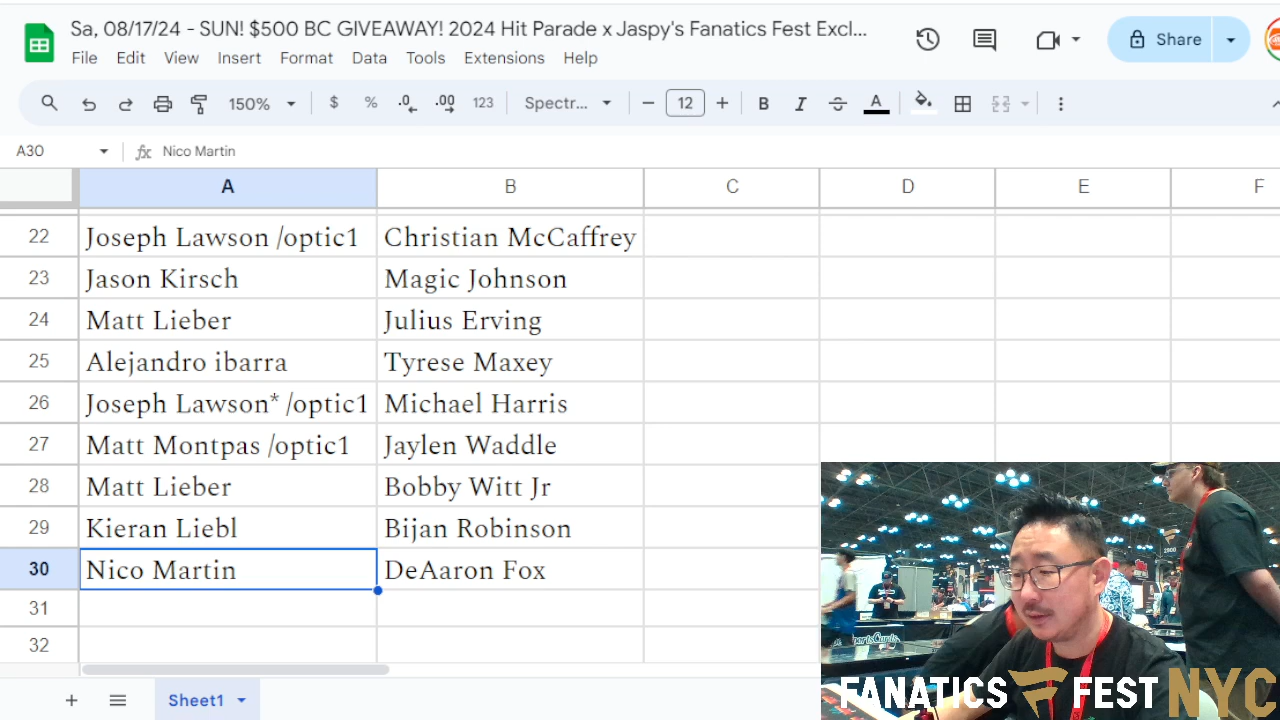 Sa, 08/17/24 - SUN! $500 BC GIVEAWAY! 2024 Hit Parade x Jaspy's Fanatics Fest Excl...
File Edit View Insert Format Data Tools Extensions Help
Share
150% $ % .0 .00 123 Spectr... 12 B I A
A30 fx Nico Martin
A B C D E F
22 Joseph Lawson /optic1 Christian McCaffrey
23 Jason Kirsch Magic Johnson
24 Matt Lieber Julius Erving
25 Alejandro ibarra Tyrese Maxey
26 Joseph Lawson* /optic1 Michael Harris
27 Matt Montpas /optic1 Jaylen Waddle
28 Matt Lieber Bobby Witt Jr
29 Kieran Liebl Bijan Robinson
30 Nico Martin DeAaron Fox
31
32
Sheet1
FANATICS FEST NYC